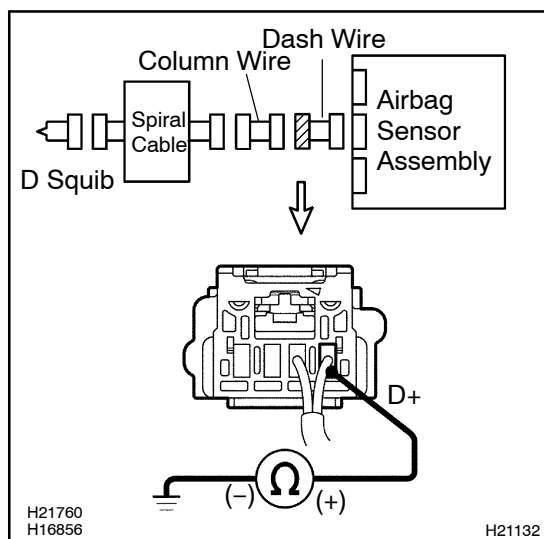 Dash Wire
Column Wire
Spiral
Cable
Airbag
Sensor
Assembly
D Squib
D+
Ω
(−)
(+)
H21760
H16856
H21132